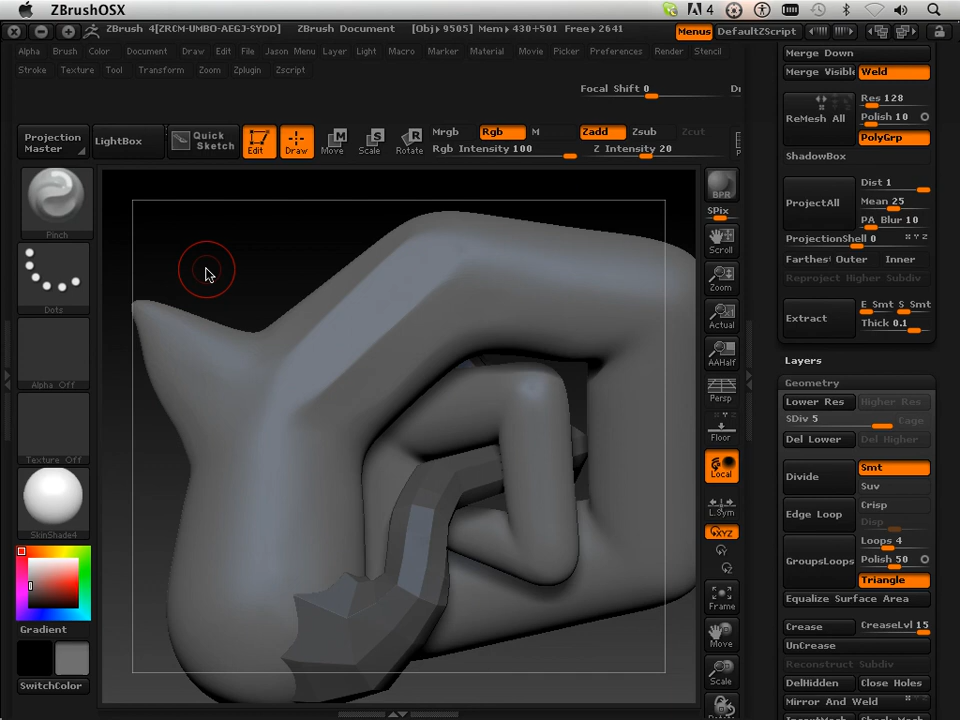 ZBrushOSX
4
ZBrush 4[ZRCM-UMBO-AEGJ-SYDD] ZBrush Document [Obj▸9505] Mem▸430+501 Free▸2641 Menus DefaultZScript
Alpha Brush Color Document Draw Edit File Jason Menu Layer Light Macro Marker Material Movie Picker Preferences Render Stencil
Stroke Texture Tool Transform Zoom Zplugin Zscript
Focal Shift 0
Projection Master
LightBox
Quick Sketch
Edit Draw Move Scale Rotate
Mrgb Rgb M Zadd Zsub Zcut
Rgb Intensity 100 Z Intensity 20
Pinch
Dots
Alpha Off
Texture Off
SkinShade4
Gradient
SwitchColor
BPR
SPix
Scroll
Zoom
Actual
AAHalf
Persp
Floor
Local
L.Sym
XYZ
Frame
Move
Scale
Merge Down
Merge Visible Weld
ReMesh All
Res 128
Polish 10
PolyGrp
ShadowBox
ProjectAll
Dist 1
Mean 25
PA Blur 10
ProjectionShell 0 X Y Z
Farthest Outer Inner
Reproject Higher Subdiv
Extract
E Smt S Smt
Thick 0.1
Layers
Geometry
Lower Res Higher Res
SDiv 5 Cage
Del Lower Del Higher
Divide
Smt
Suv
Edge Loop
Crisp
Disp
GroupsLoops
Loops 4
Polish 50
Triangle
Equalize Surface Area
Crease CreaseLvl 15
UnCrease
Reconstruct Subdiv
DelHidden Close Holes
Mirror And Weld X Y Z